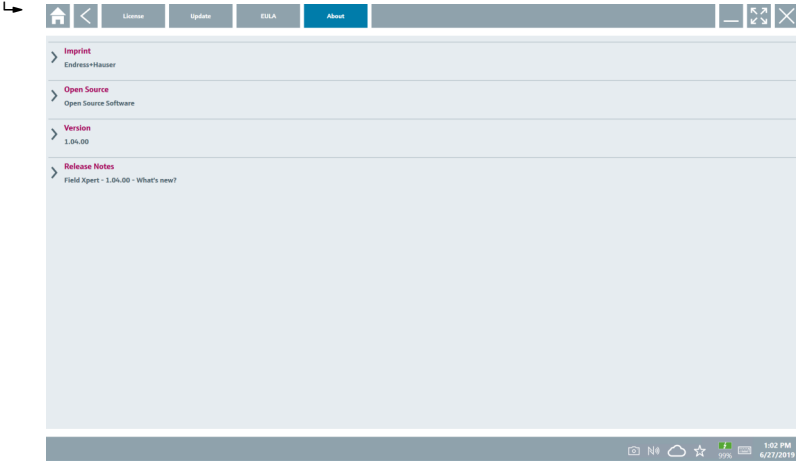 License Update EULA About
Imprint
Endress+Hauser
Open Source
Open Source Software
Version
1.04.00
Release Notes
Field Xpert - 1.04.00 - What's new?
99% 1:02 PM
6/27/2019